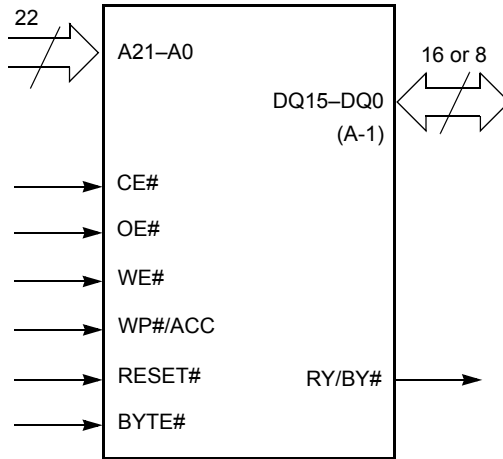 22
A21–A0
16 or 8
DQ15–DQ0
(A-1)
CE#
OE#
WE#
WP#/ACC
RESET#
RY/BY#
BYTE#